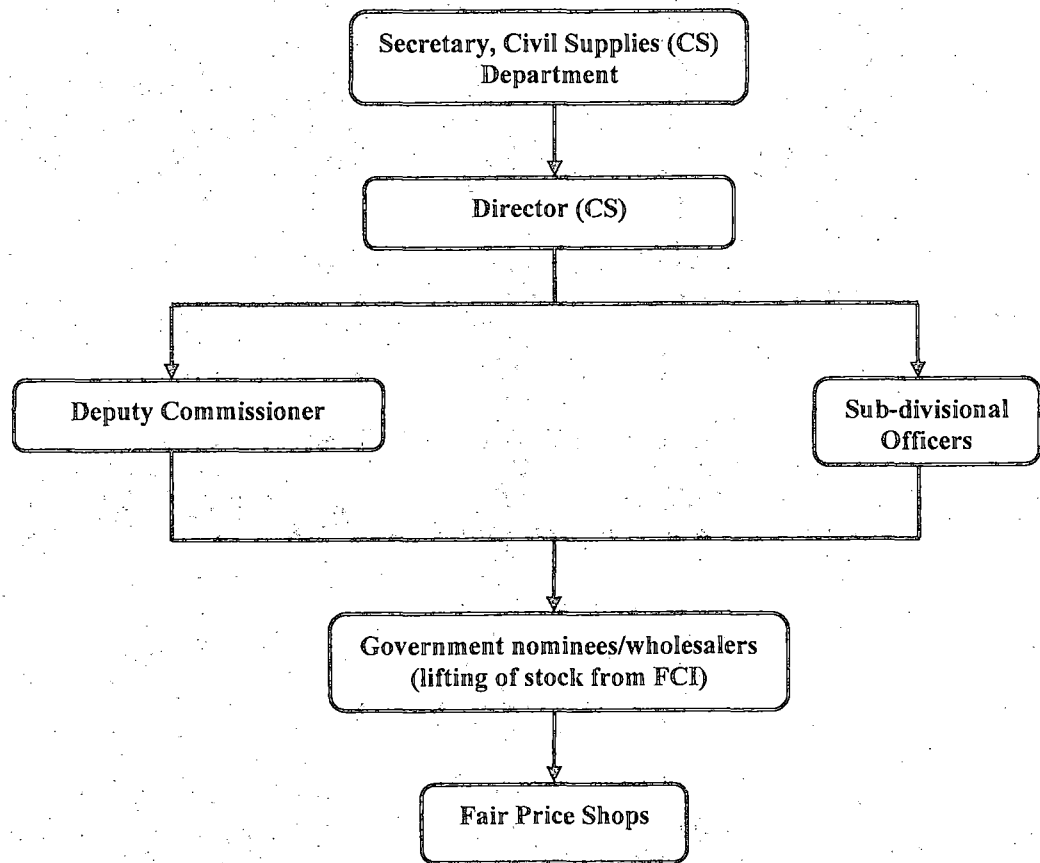 Secretary, Civil Supplies (CS)
Department
Director (CS)
Deputy Commissioner
Sub-divisional
Officers
Government nominees/wholesalers
(lifting of stock from FCI)
Fair Price Shops